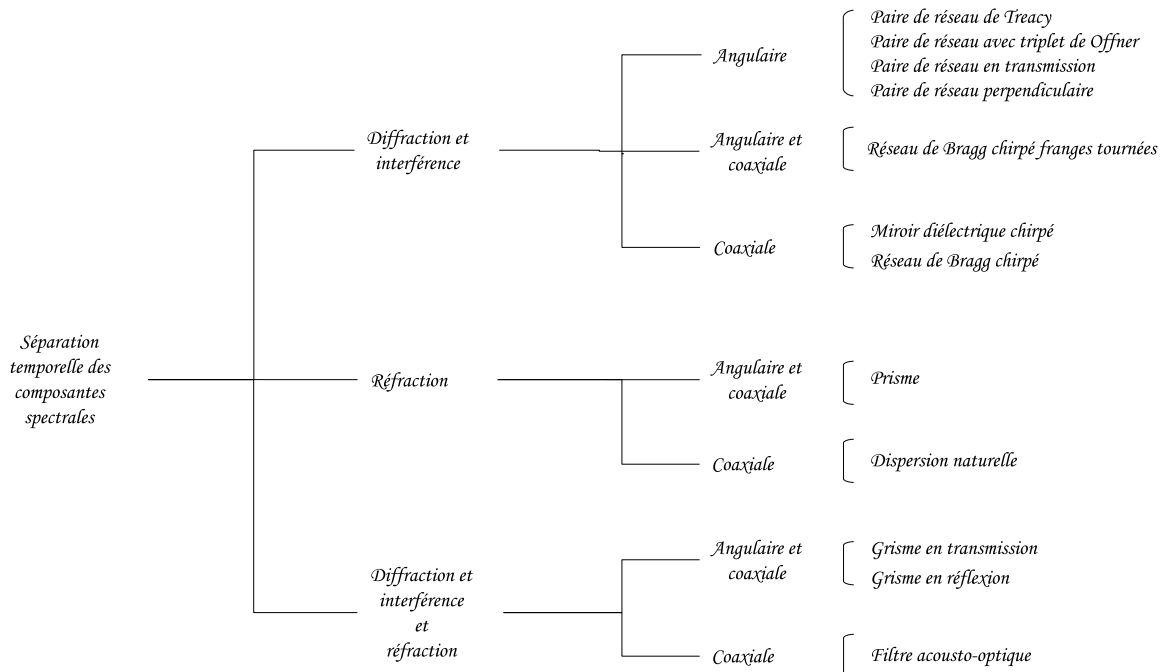 Séparation
temporelle des
composantes
spectrales
Diffraction et
interférence
Angulaire
Paire de réseau de Treacy
Paire de réseau avec triplet de Offner
Paire de réseau en transmission
Paire de réseau perpendiculaire
Angulaire et
coaxiale
Réseau de Bragg chirpé franges tournées
Coaxiale
Miroir diélectrique chirpé
Réseau de Bragg chirpé
Réfraction
Angulaire et
coaxiale
Prisme
Coaxiale
Dispersion naturelle
Diffraction et
interférence
et
réfraction
Angulaire et
coaxiale
Grisme en transmission
Grisme en réflexion
Coaxiale
Filtre acousto-optique